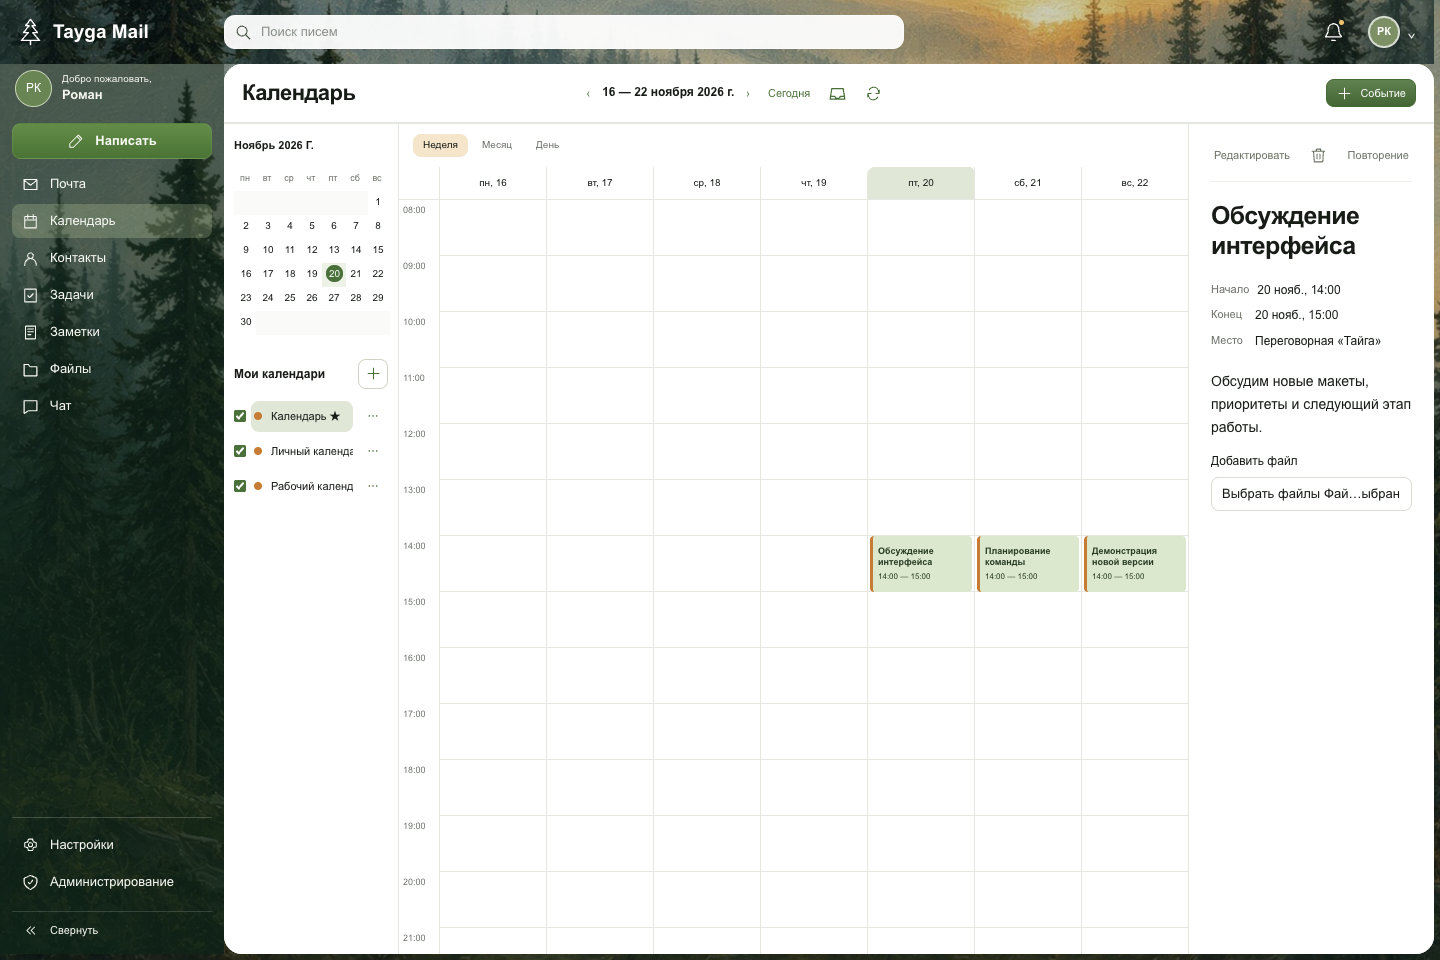 Tayga Mail
Поиск писем
РК
РК
Добро пожаловать,
Роман
Написать
Почта
Календарь
Контакты
Задачи
Заметки
Файлы
Чат
Настройки
Администрирование
Свернуть
Календарь
‹ 16 — 22 ноября 2026 г. › Сегодня
Событие
Ноябрь 2026 Г.
пн вт ср чт пт сб вс
1
2 3 4 5 6 7 8
9 10 11 12 13 14 15
16 17 18 19 20 21 22
23 24 25 26 27 28 29
30
Мои календари
Календарь ★ ...
Личный календа ...
Рабочий календ ...
Неделя Месяц День
пн, 16 вт, 17 ср, 18 чт, 19 пт, 20 сб, 21 вс, 22
08:00
09:00
10:00
11:00
12:00
13:00
14:00
Обсуждение
интерфейса
14:00 — 15:00
Планирование
команды
14:00 — 15:00
Демонстрация
новой версии
14:00 — 15:00
15:00
16:00
17:00
18:00
19:00
20:00
21:00
Редактировать Повторение
Обсуждение
интерфейса
Начало 20 нояб., 14:00
Конец 20 нояб., 15:00
Место Переговорная «Тайга»
Обсудим новые макеты,
приоритеты и следующий этап
работы.
Добавить файл
Выбрать файлы Фай…ыбран